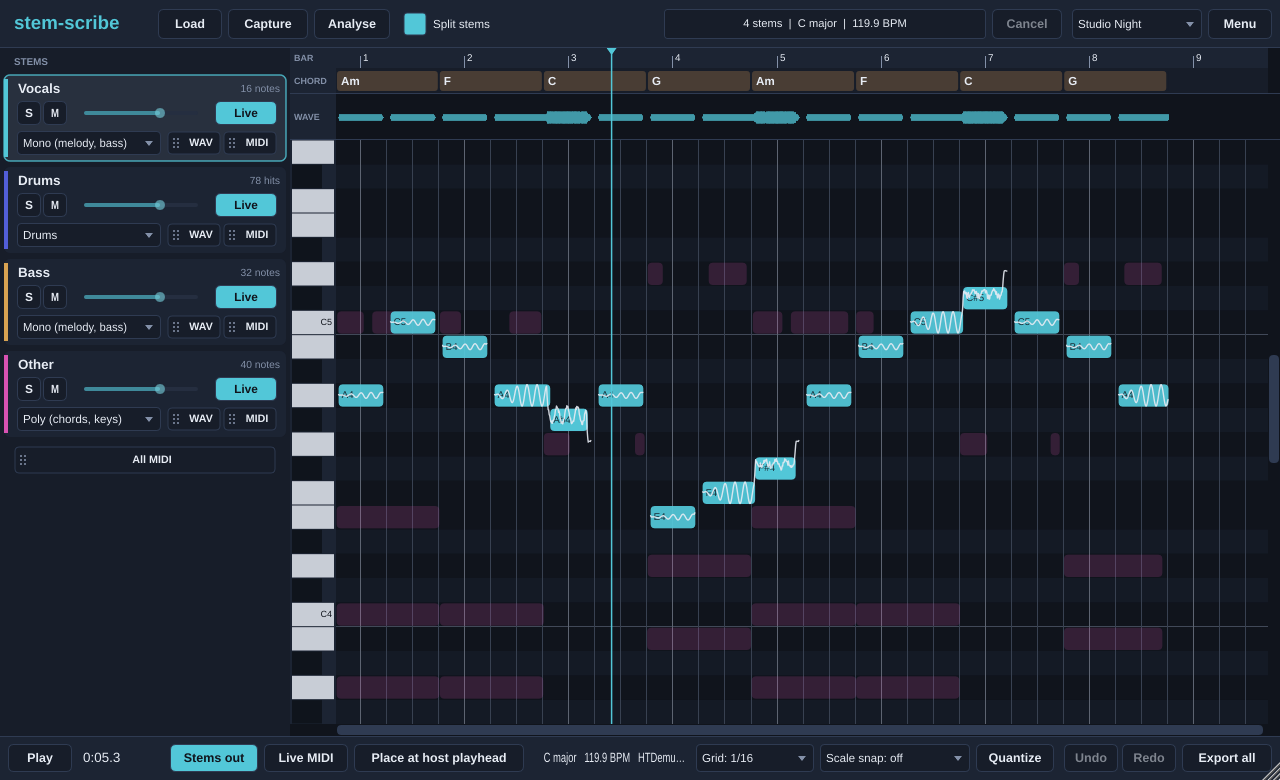 stem-scribe Load Capture Analyse Split stems 4 stems | C major | 119.9 BPM Cancel Studio Night Menu
STEMS
Vocals 16 notes
S M Live
Mono (melody, bass) WAV MIDI
Drums 78 hits
S M Live
Drums WAV MIDI
Bass 32 notes
S M Live
Mono (melody, bass) WAV MIDI
Other 40 notes
S M Live
Poly (chords, keys) WAV MIDI
All MIDI
BAR 1 2 3 4 5 6 7 8 9
CHORD Am F C G Am F C G
WAVE
C5
C4
Play 0:05.3 Stems out Live MIDI Place at host playhead C major 119.9 BPM HTDemu... Grid: 1/16 Scale snap: off Quantize Undo Redo Export all